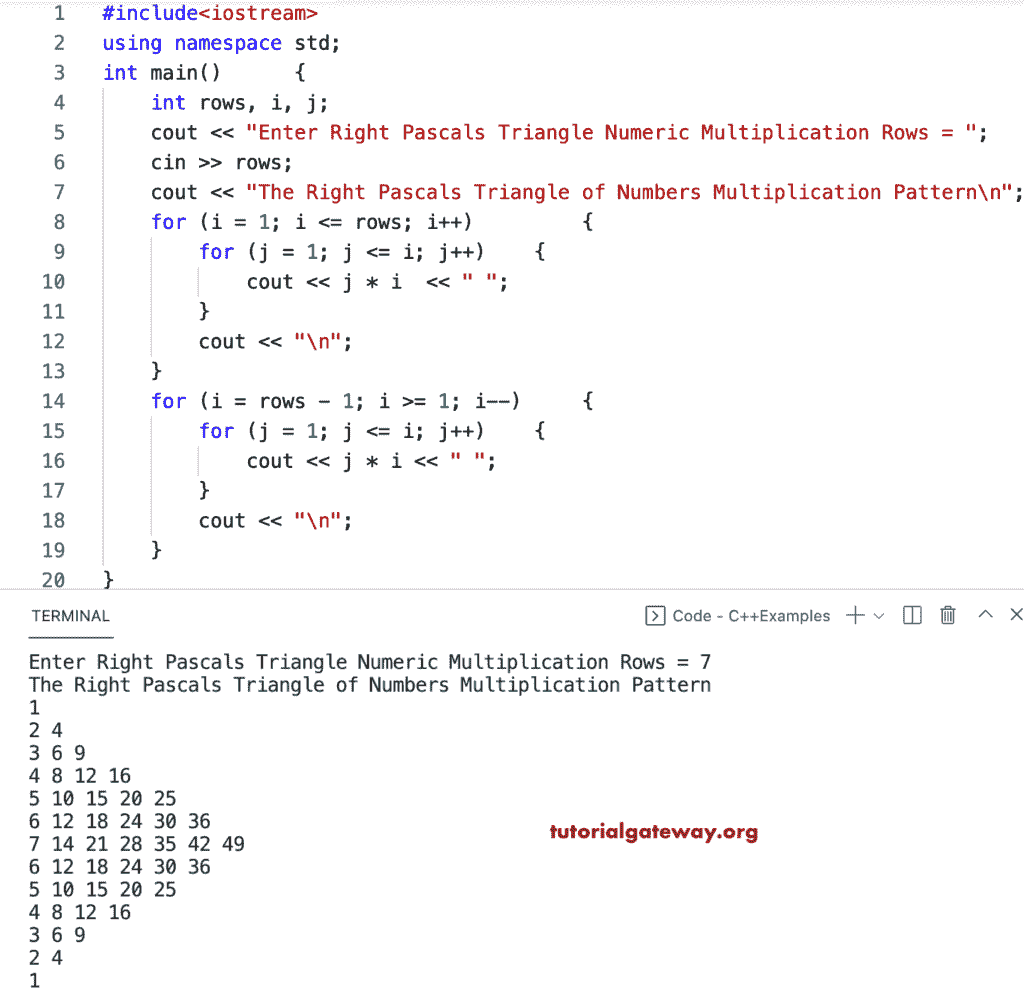 1 #include<iostream>
2 using namespace std;
3 int main()      {
4     int rows, i, j;
5     cout << "Enter Right Pascals Triangle Numeric Multiplication Rows = ";
6     cin >> rows;
7     cout << "The Right Pascals Triangle of Numbers Multiplication Pattern\n";
8     for (i = 1; i <= rows; i++)         {
9         for (j = 1; j <= i; j++)    {
10             cout << j * i  << " ";
11         }
12         cout << "\n";
13     }
14     for (i = rows - 1; i >= 1; i--)     {
15         for (j = 1; j <= i; j++)    {
16             cout << j * i << " ";
17         }
18         cout << "\n";
19     }
20 }
TERMINAL Code - C++Examples
Enter Right Pascals Triangle Numeric Multiplication Rows = 7
The Right Pascals Triangle of Numbers Multiplication Pattern
1
2 4
3 6 9
4 8 12 16
5 10 15 20 25
6 12 18 24 30 36
tutorialgateway.org
7 14 21 28 35 42 49
6 12 18 24 30 36
5 10 15 20 25
4 8 12 16
3 6 9
2 4
1